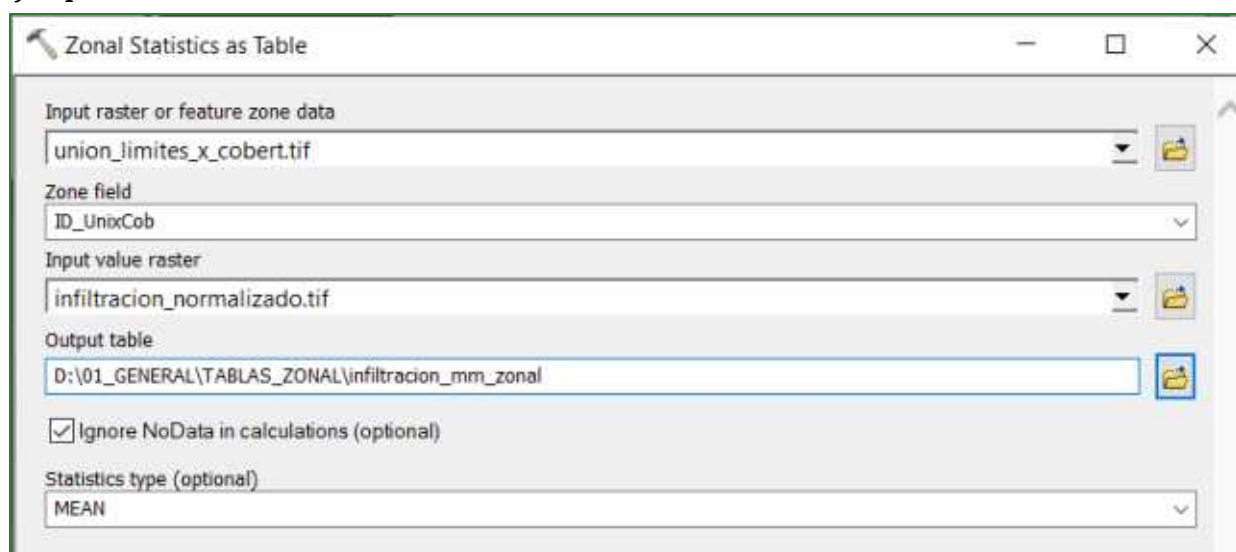 Zonal Statistics as Table
Input raster or feature zone data
union_limites_x_cobert.tif
Zone field
ID_UnixCob
Input value raster
infiltracion_normalizado.tif
Output table
D:\01_GENERAL\TABLAS_ZONAL\infiltracion_mm_zonal
Ignore NoData in calculations (optional)
Statistics type (optional)
MEAN